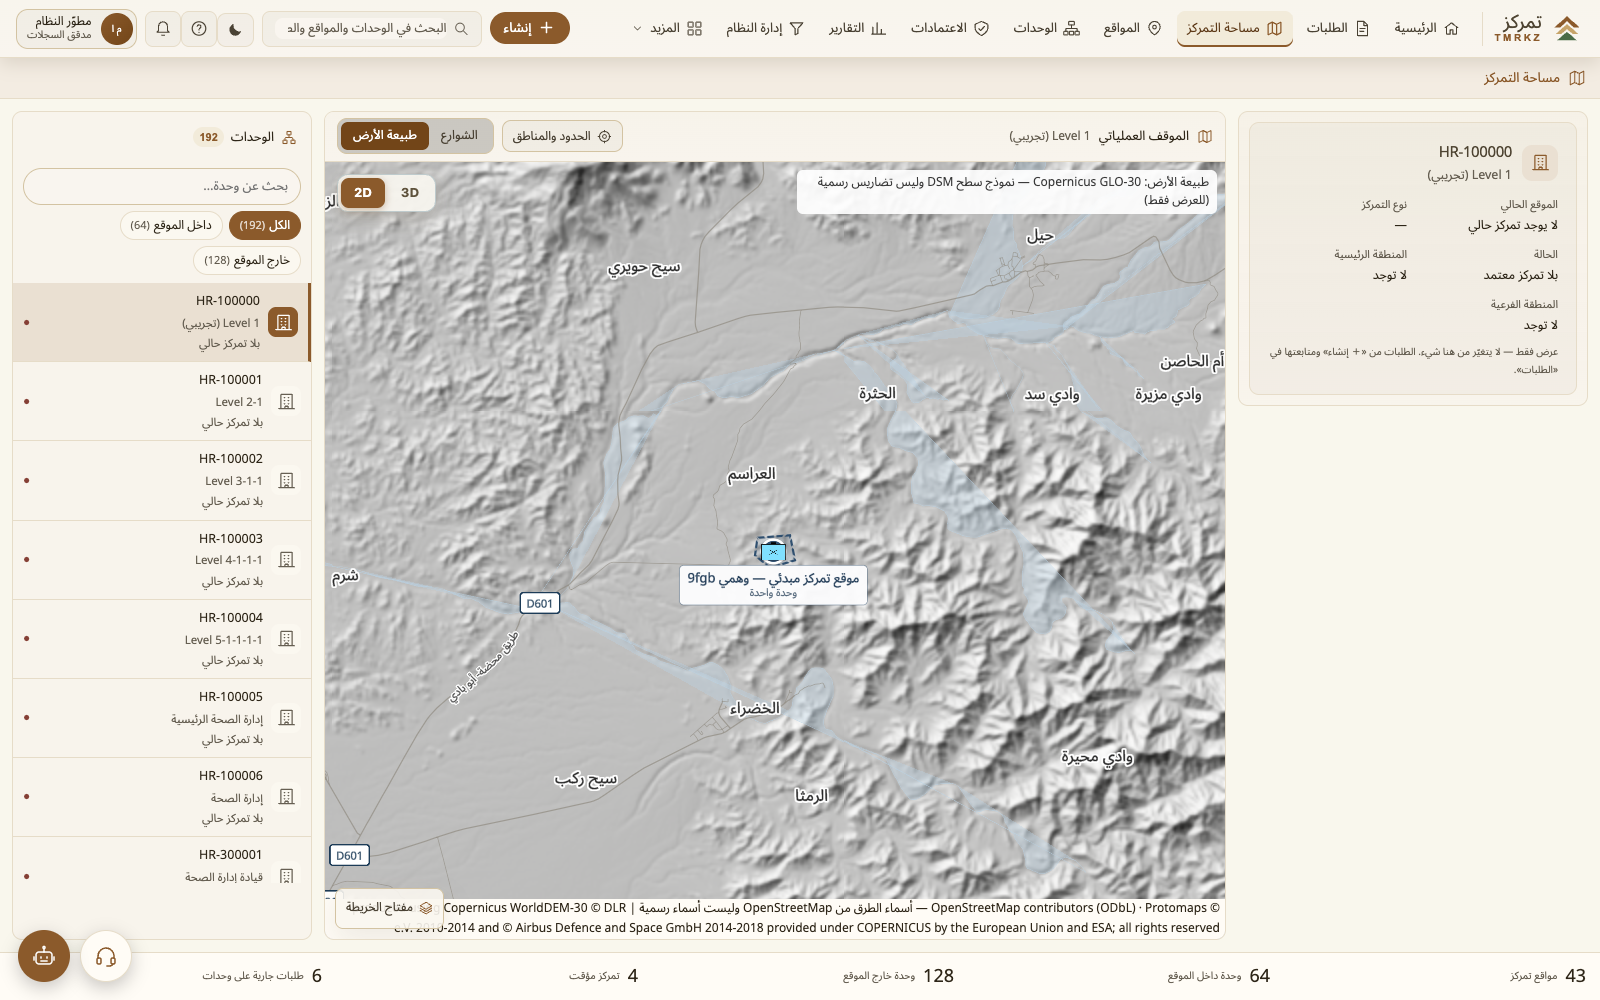 تمركز
TMRKZ
الرئيسية
الطلبات
مساحة التمركز
المواقع
الوحدات
الاعتمادات
التقارير
إدارة النظام
المزيد
إنشاء
البحث في الوحدات والمواقع والد
م ا
مطوّر النظام
مدقق السجلات
مساحة التمركز
HR-100000
Level 1 (تجريبي)
الموقع الحالي
لا يوجد تمركز حالي
نوع التمركز
—
الحالة
بلا تمركز معتمد
المنطقة الرئيسية
لا توجد
المنطقة الفرعية
لا توجد
عرض فقط — لا يتغيّر من هنا شيء. الطلبات من «+ إنشاء» ومتابعتها في
«الطلبات».
الموقف العملياتي
Level 1 (تجريبي)
الحدود والمناطق
الشوارع
طبيعة الأرض
طبيعة الأرض: Copernicus GLO-30 — نموذج سطح DSM وليس تضاريس رسمية
(للعرض فقط)
2D
3D
حيل
سيح حويري
أم الحاصن
الحثرة
وادي سد
وادي مزيرة
العراسم
شرم
موقع تمركز مبدئي — وهمي 9fgb
وحدة واحدة
D601
طريق محضة- أبو بادي
الخضراء
وادي محيرة
سيح ركب
الرمثا
D601
مفتاح الخريطة
© OpenStreetMap contributors (ODbL) · Protomaps — أسماء الطرق من OpenStreetMap وليست أسماء رسمية | Copernicus WorldDEM-30 © DLR
2010-2014 and © Airbus Defence and Space GmbH 2014-2018 provided under COPERNICUS by the European Union and ESA; all rights reserved
الوحدات
192
بحث عن وحدة...
الكل (192)
داخل الموقع (64)
خارج الموقع (128)
HR-100000
Level 1 (تجريبي)
بلا تمركز حالي
HR-100001
Level 2-1
بلا تمركز حالي
HR-100002
Level 3-1-1
بلا تمركز حالي
HR-100003
Level 4-1-1-1
بلا تمركز حالي
HR-100004
Level 5-1-1-1-1
بلا تمركز حالي
HR-100005
إدارة الصحة الرئيسية
بلا تمركز حالي
HR-100006
إدارة الصحة
بلا تمركز حالي
HR-300001
قيادة إدارة الصحة
43 مواقع تمركز
64 وحدة داخل الموقع
128 وحدة خارج الموقع
4 تمركز مؤقت
6 طلبات جارية على وحدات